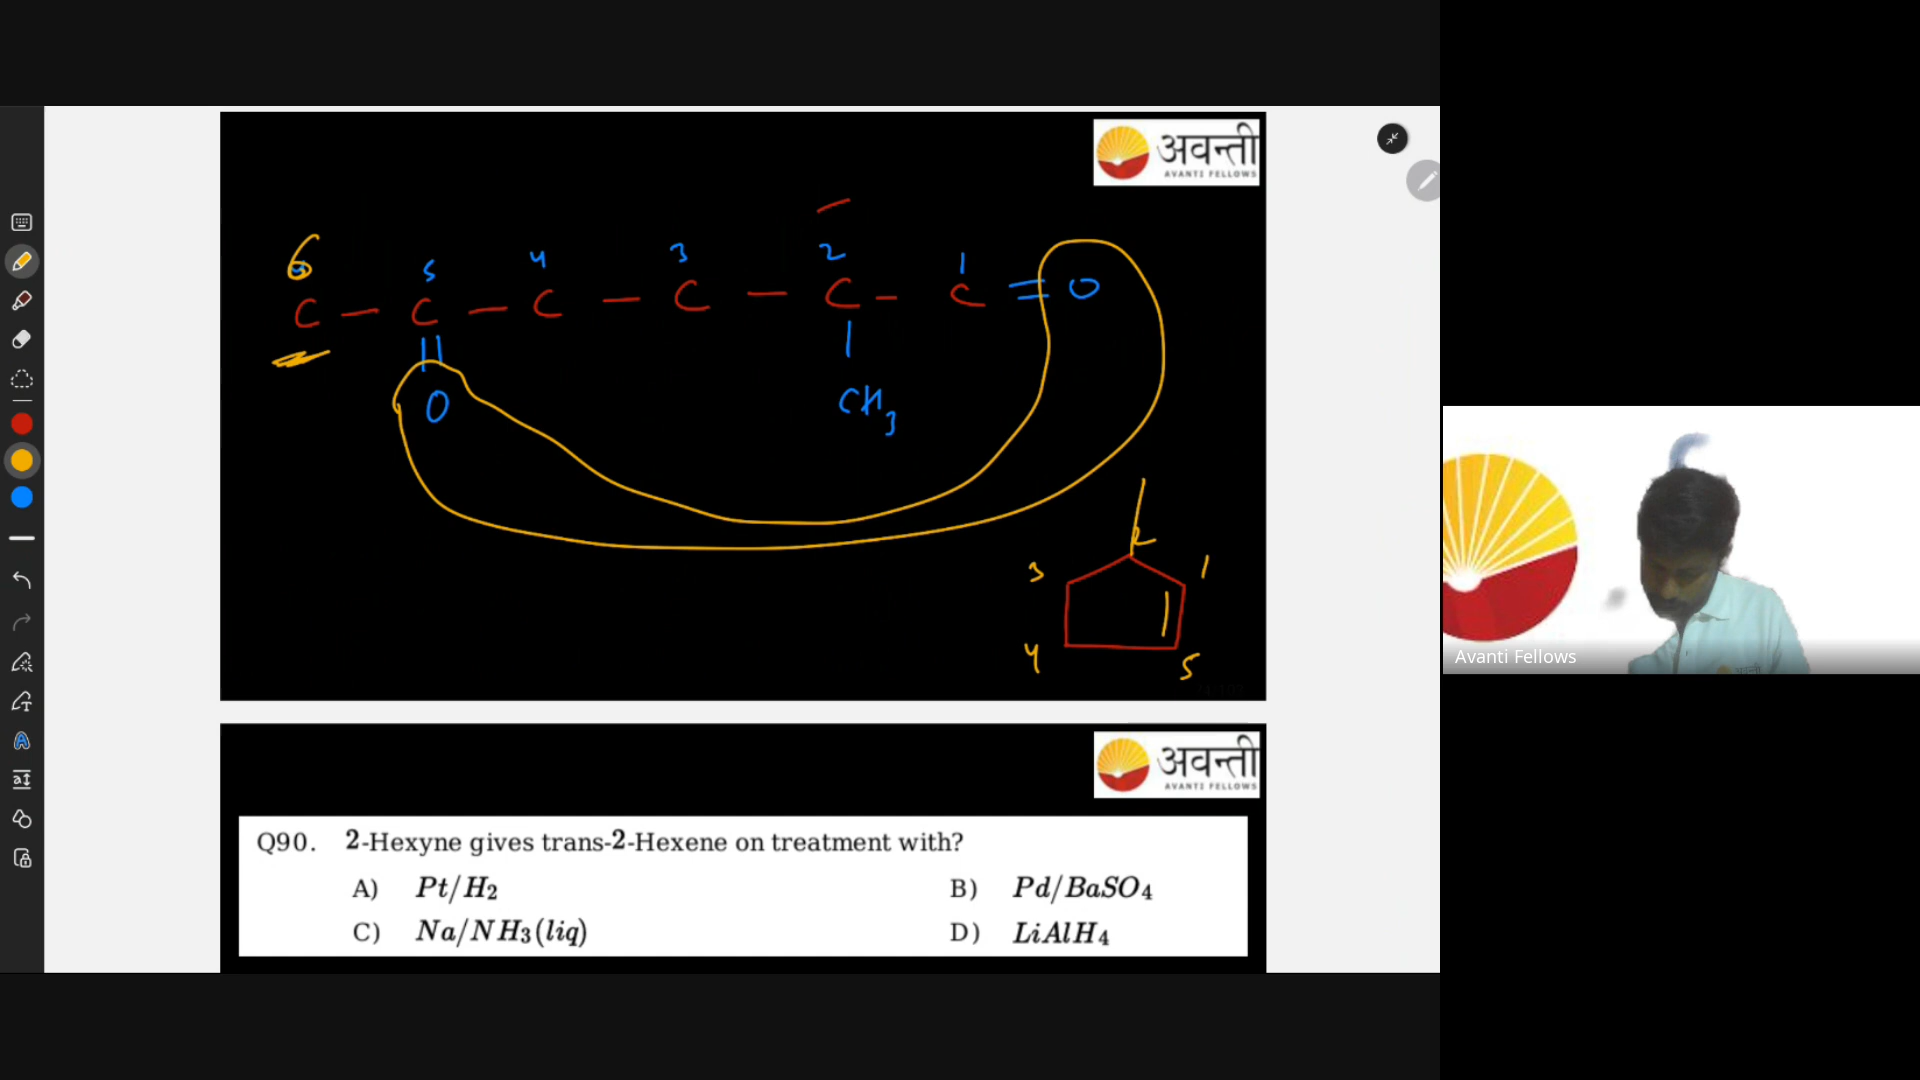 अवन्ती
AVANTI FELLOWS
6 5 4 3 2 1
C - C - C - C - C - C = O
O
CH3
2
3 1
4 5
अवन्ती
AVANTI FELLOWS
Q90. 2-Hexyne gives trans-2-Hexene on treatment with?
A) Pt/H2 B) Pd/BaSO4
C) Na/NH3(liq) D) LiAlH4
Avanti Fellows